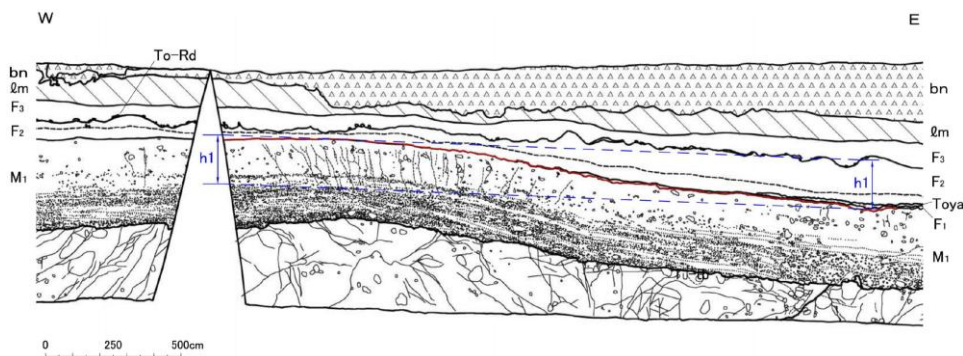 W
E
To-Rd
bn
ℓm
F₃
F₂
M₁
h1
h1
bn
ℓm
F₃
F₂
Toya
F₁
M₁
0 250 500cm